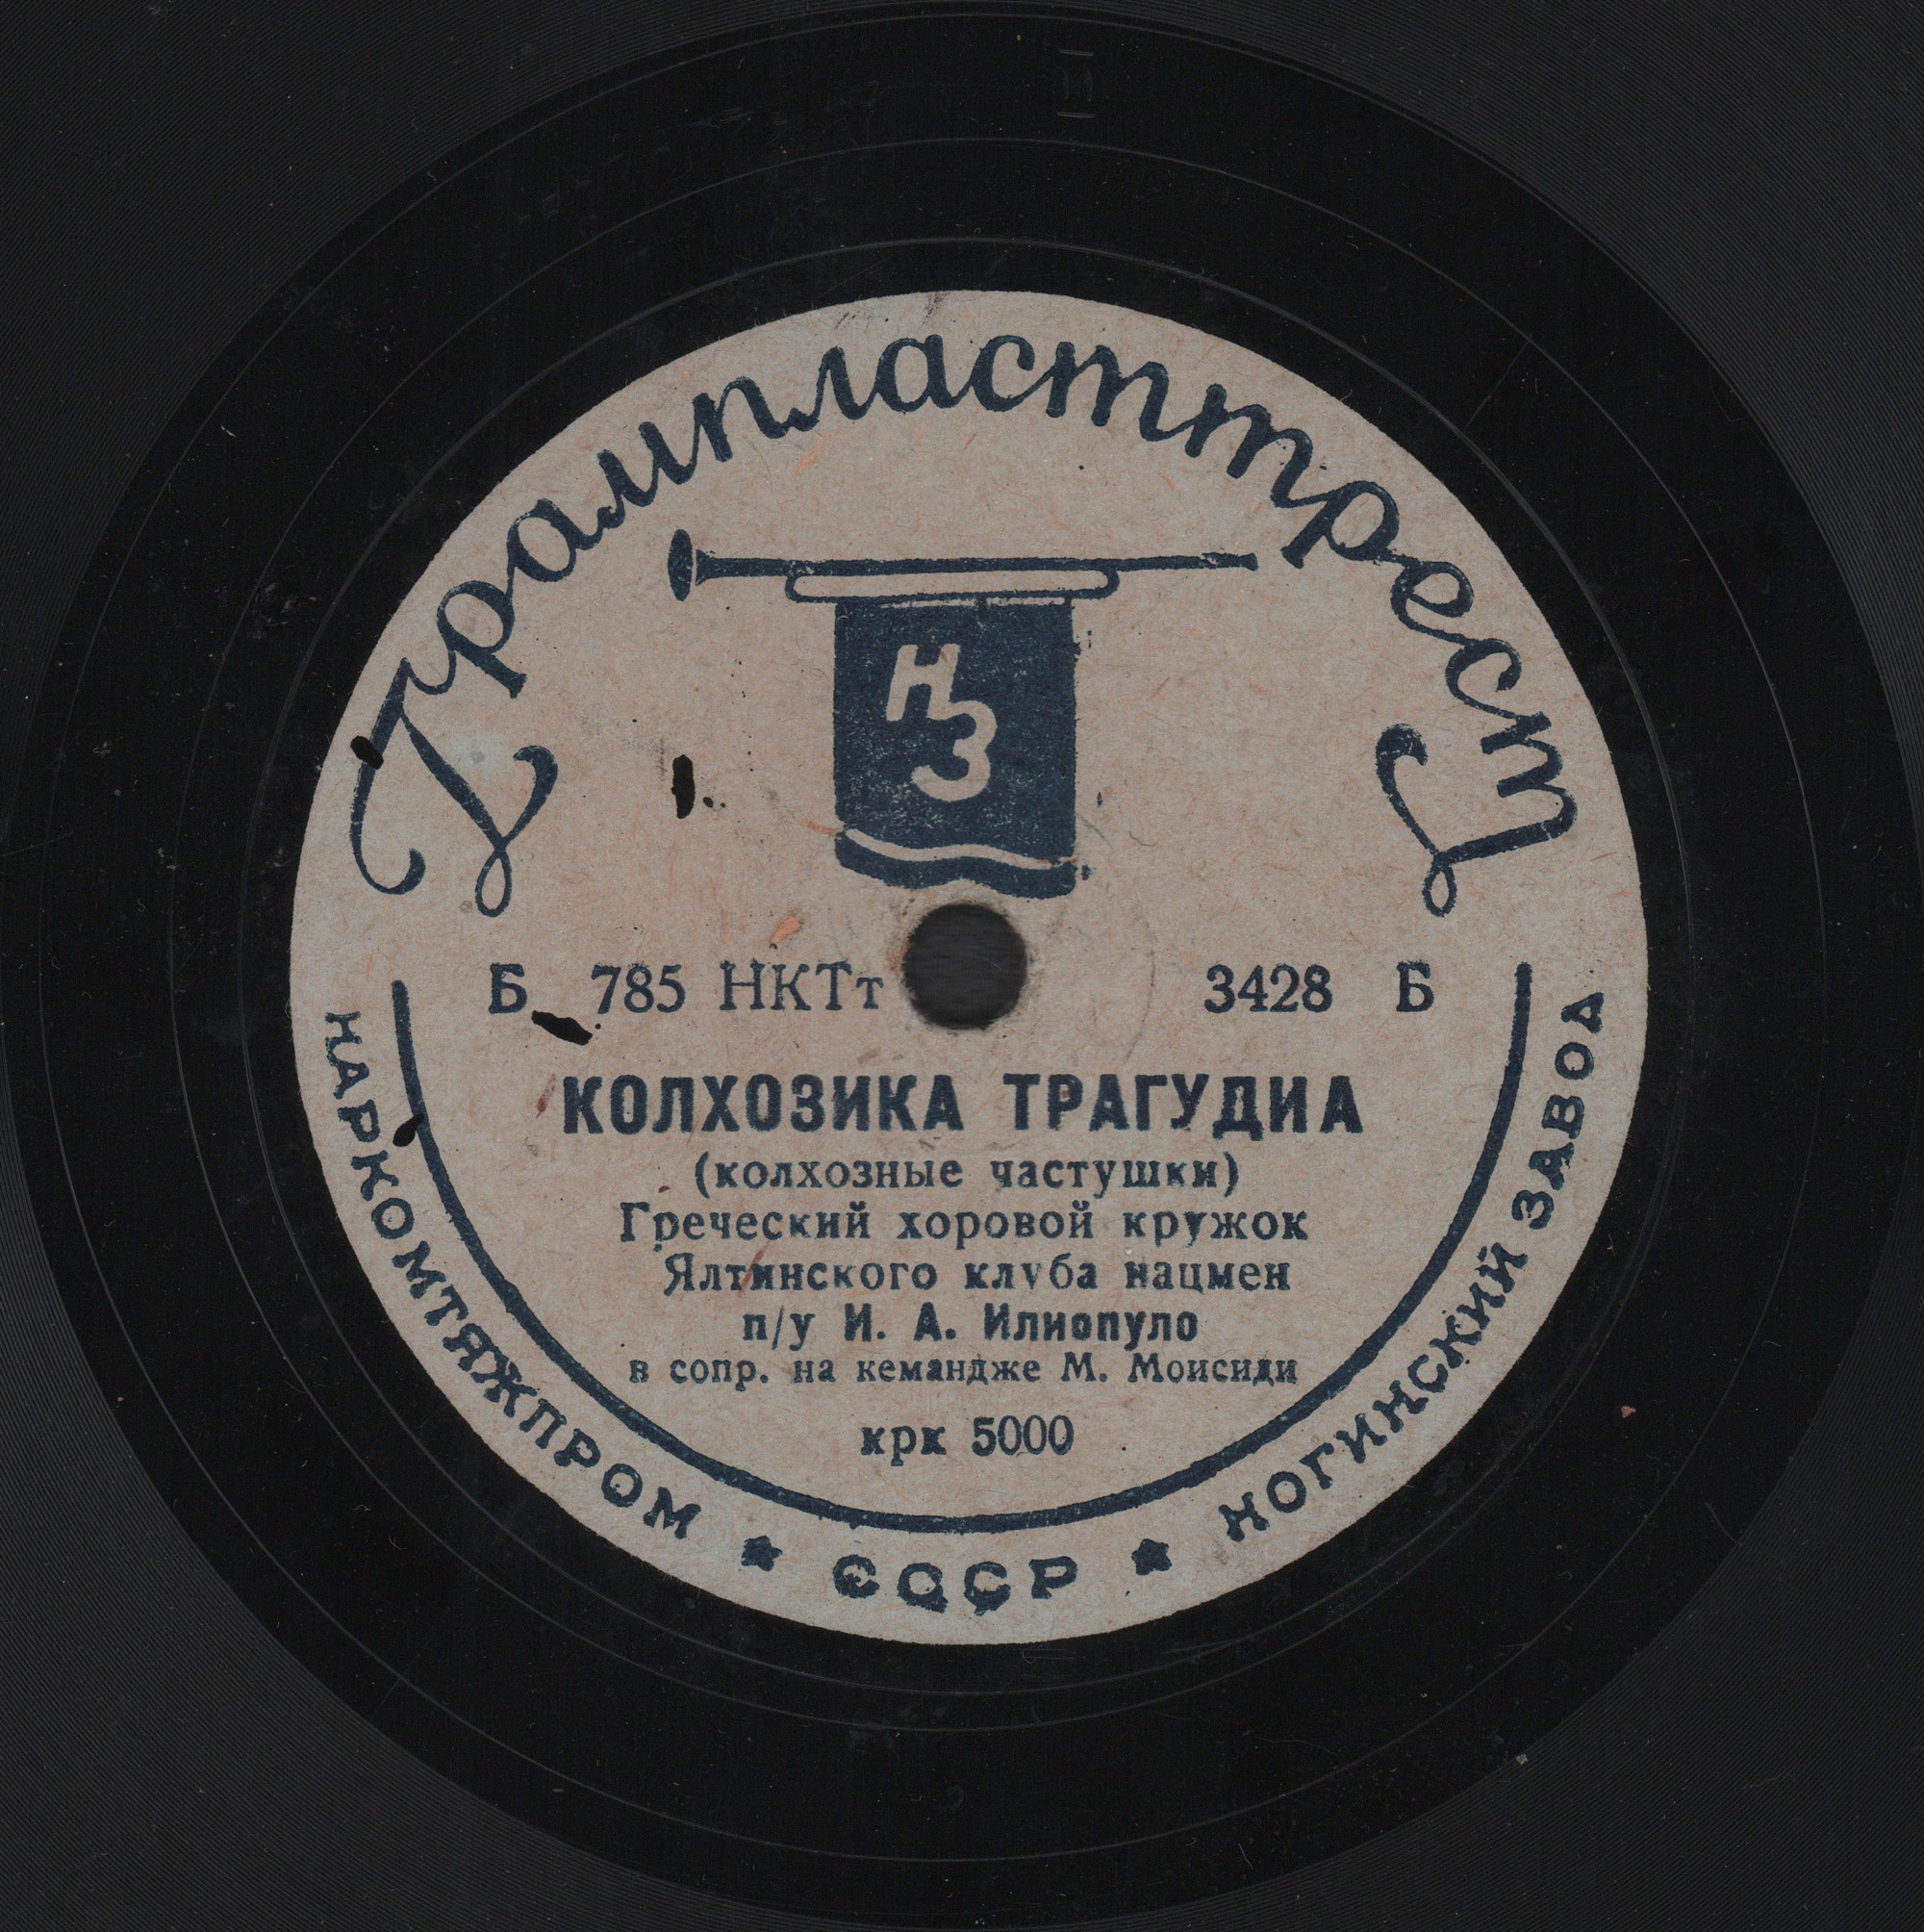 Грампласттрест
НЗ
Б 785 НКТт 3428 Б
КОЛХОЗИКА ТРАГУДИА
(колхозные частушки)
Греческий хоровой кружок
Ялтинского клуба нацмен
п/у И. А. Илиопуло
в сопр. на кемандже М. Моисиди
крк 5000
НАРКОМТЯЖПРОМ ★ СССР ★ НОГИНСКИЙ ЗАВОД